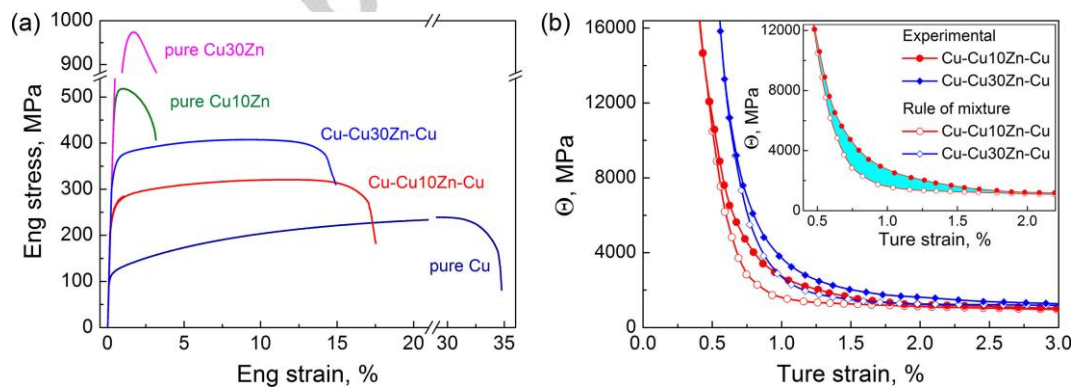 (a)
1000
900
500
400
300
200
100
0
Eng stress, MPa
pure Cu30Zn
pure Cu10Zn
Cu-Cu30Zn-Cu
Cu-Cu10Zn-Cu
pure Cu
0 5 10 15 20 30 35
Eng strain, %
(b)
16000
12000
8000
4000
0
Θ, MPa
0.0 0.5 1.0 1.5 2.0 2.5 3.0
Ture strain, %
Experimental
Cu-Cu10Zn-Cu
Cu-Cu30Zn-Cu
Rule of mixture
Cu-Cu10Zn-Cu
Cu-Cu30Zn-Cu
12000
8000
4000
Θ, MPa
0.5 1.0 1.5 2.0
Ture strain, %